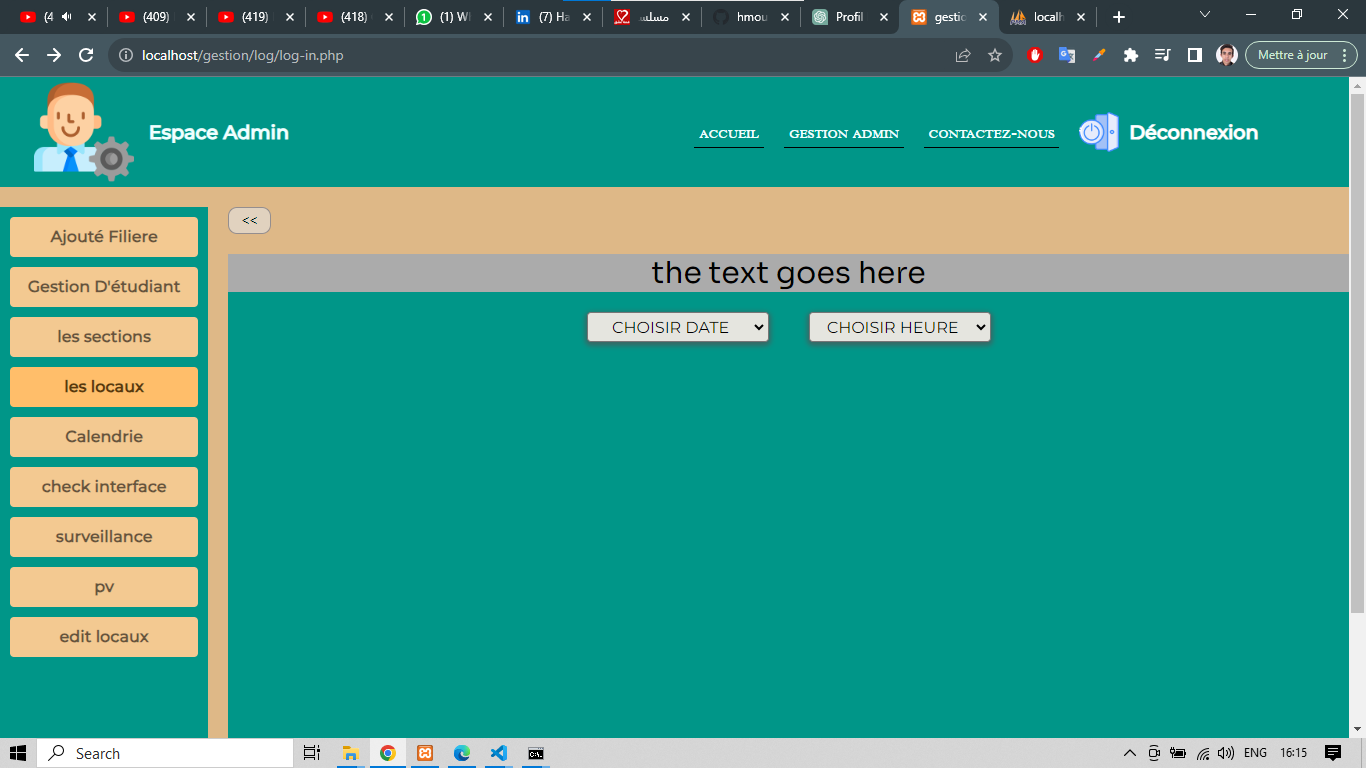 (4
(409)
(419)
(418)
(1) W
(7) Ha
مسلس
hmou
Profil
gestio
localh
localhost/gestion/log/log-in.php
Mettre à jour
Espace Admin
ACCUEIL
GESTION ADMIN
CONTACTEZ-NOUS
Déconnexion
<<
Ajouté Filiere
Gestion D'étudiant
les sections
les locaux
Calendrie
check interface
surveillance
pv
edit locaux
the text goes here
CHOISIR DATE
CHOISIR HEURE
Search
ENG
16:15